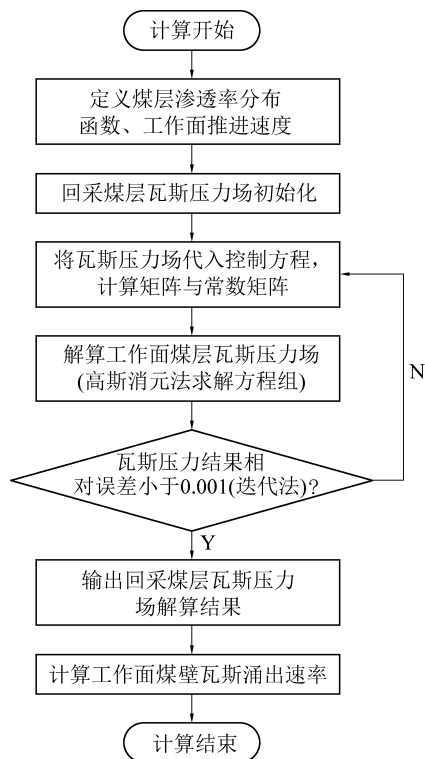 计算开始
定义煤层渗透率分布
函数、工作面推进速度
回采煤层瓦斯压力场初始化
将瓦斯压力场代入控制方程,
计算矩阵与常数矩阵
解算工作面煤层瓦斯压力场
(高斯消元法求解方程组)
N
瓦斯压力结果相
对误差小于0.001(迭代法)?
Y
输出回采煤层瓦斯压力
场解算结果
计算工作面煤壁瓦斯涌出速率
计算结束